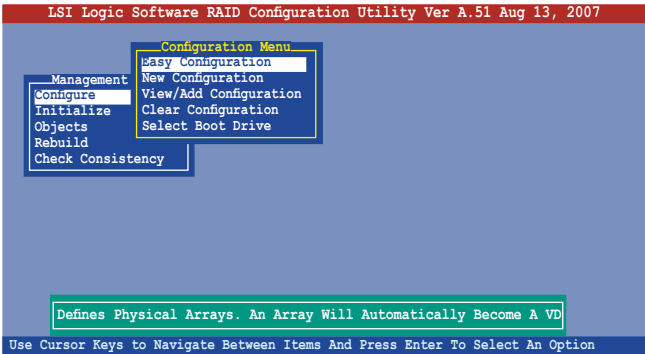 LSI Logic Software RAID Configuration Utility Ver A.51 Aug 13, 2007
Configuration Menu
Easy Configuration
New Configuration
View/Add Configuration
Clear Configuration
Select Boot Drive
Management
Configure
Initialize
Objects
Rebuild
Check Consistency
Defines Physical Arrays. An Array Will Automatically Become A VD
Use Cursor Keys to Navigate Between Items And Press Enter To Select An Option